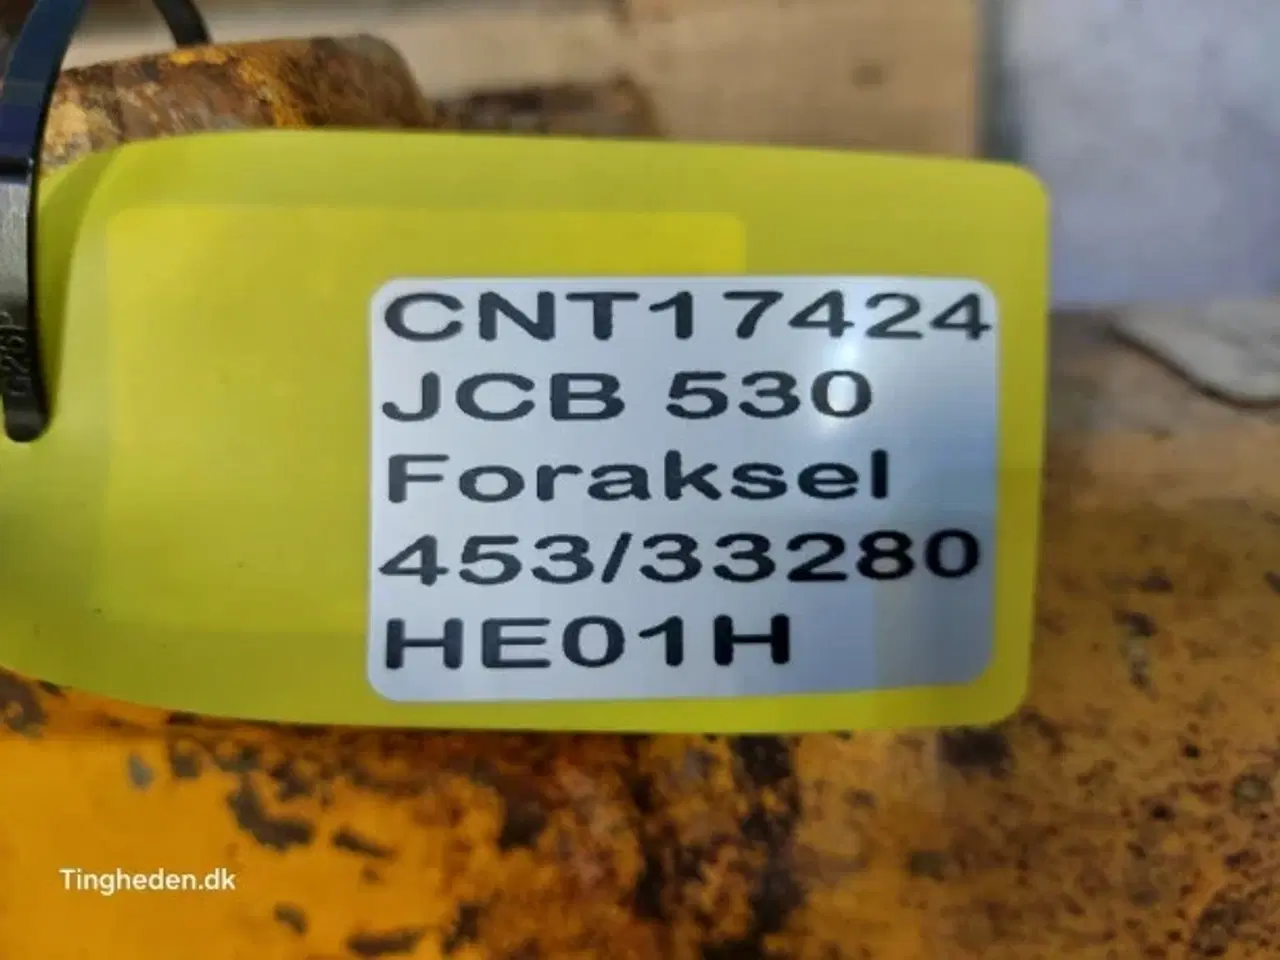 CNT17424
JCB 530
Foraksel
453/33280
HE01H
Tingheden.dk